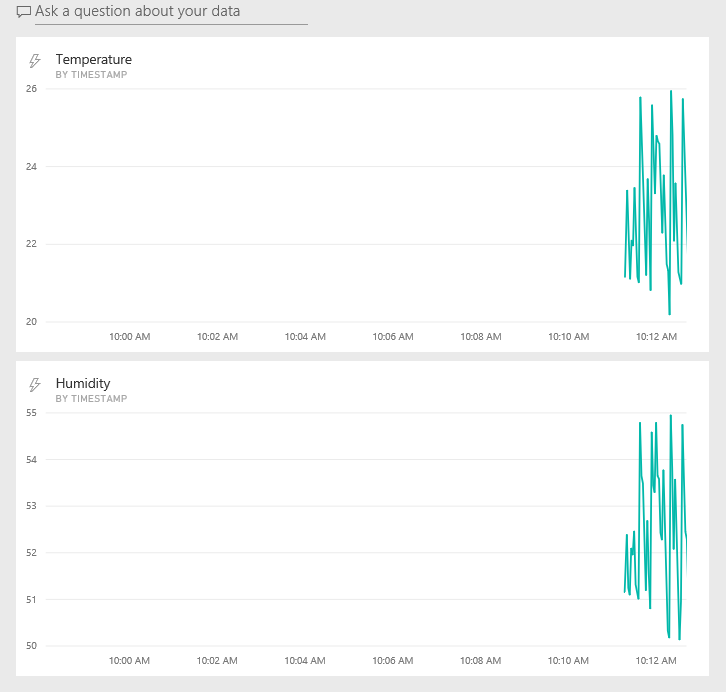 Ask a question about your data
Temperature
BY TIMESTAMP
26
24
22
20
10:00 AM 10:02 AM 10:04 AM 10:06 AM 10:08 AM 10:10 AM 10:12 AM
Humidity
BY TIMESTAMP
55
54
53
52
51
50
10:00 AM 10:02 AM 10:04 AM 10:06 AM 10:08 AM 10:10 AM 10:12 AM